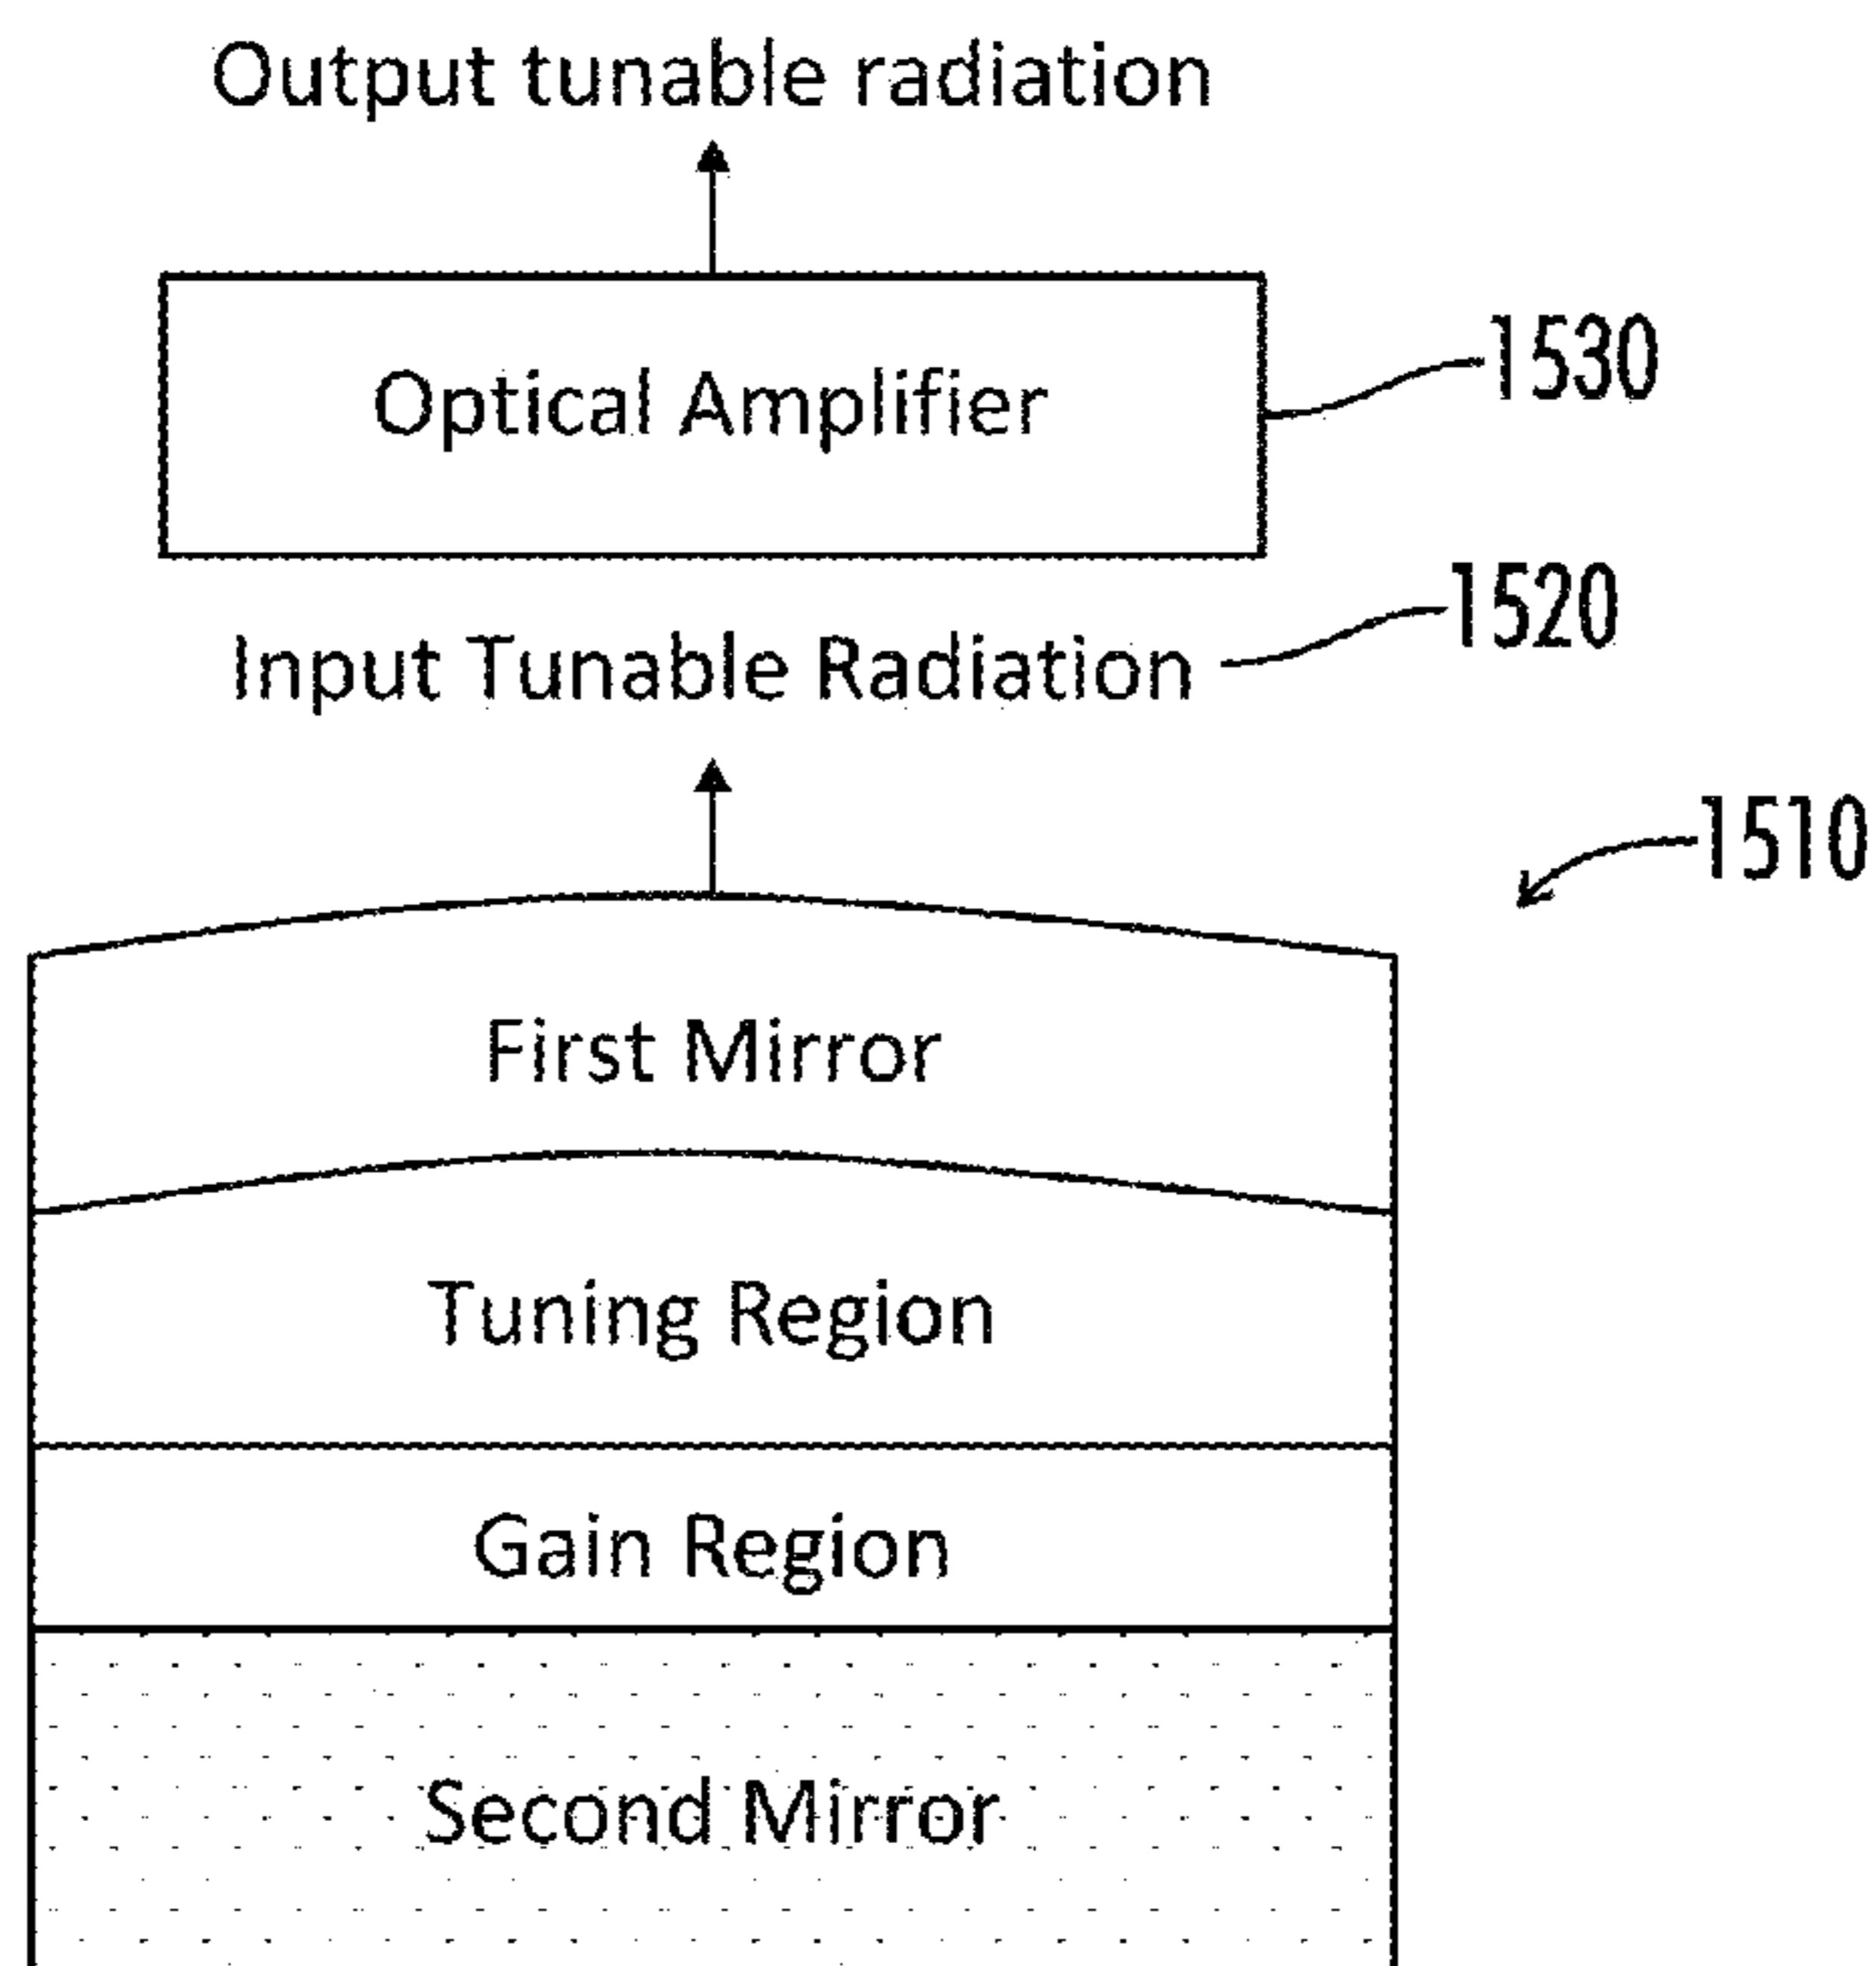 Output tunable radiation
Optical Amplifier
1530
1520
Input Tunable Radiation
1510
First Mirror
Tuning Region
Gain Region
Second Mirror